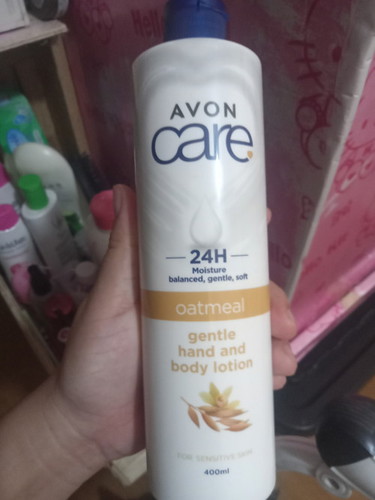 AVON
care.
24H
Moisture
balanced, gentle, soft
oatmeal
gentle
hand and
body lotion
FOR SENSITIVE SKIN
400ml